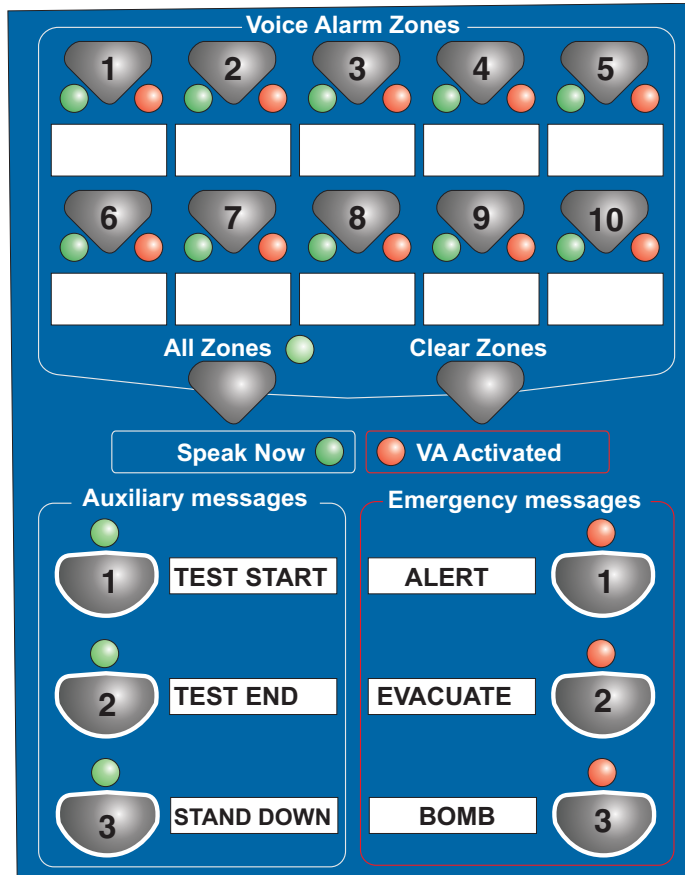 Voice Alarm Zones
1 2 3 4 5
6 7 8 9 10
All Zones Clear Zones
Speak Now VA Activated
Auxiliary messages Emergency messages
1 TEST START ALERT 1
2 TEST END EVACUATE 2
3 STAND DOWN BOMB 3